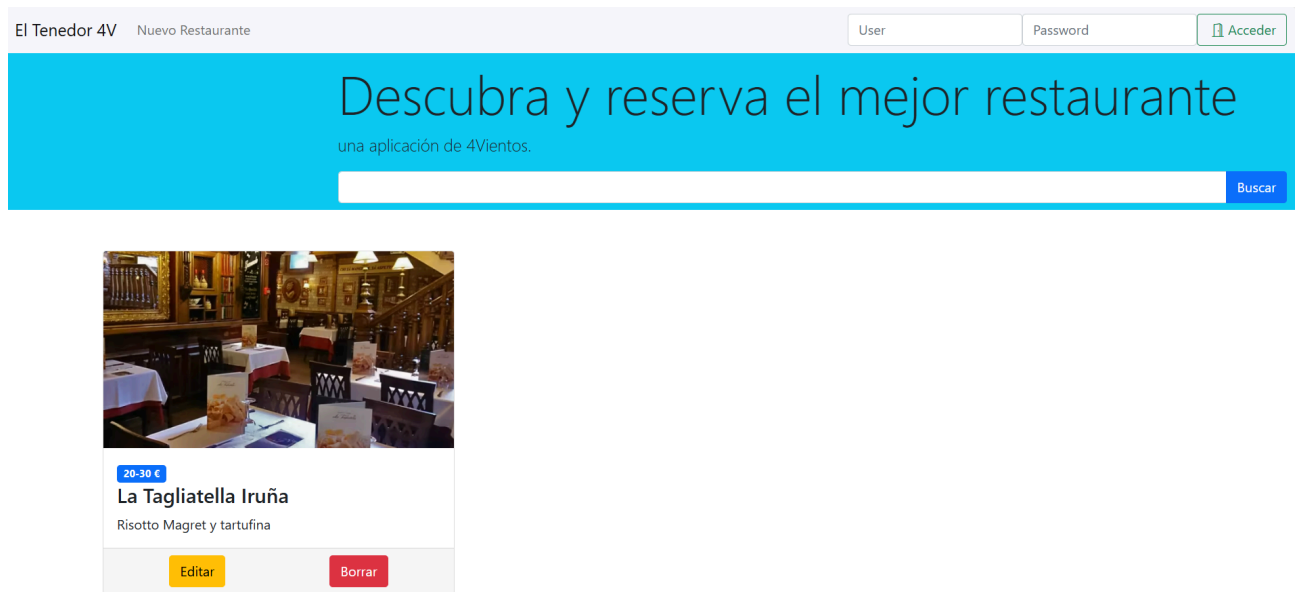 El Tenedor 4V Nuevo Restaurante User Password Acceder
Descubra y reserva el mejor restaurante
una aplicación de 4Vientos.
Buscar
20-30 €
La Tagliatella Iruña
Risotto Magret y tartufina
Editar Borrar